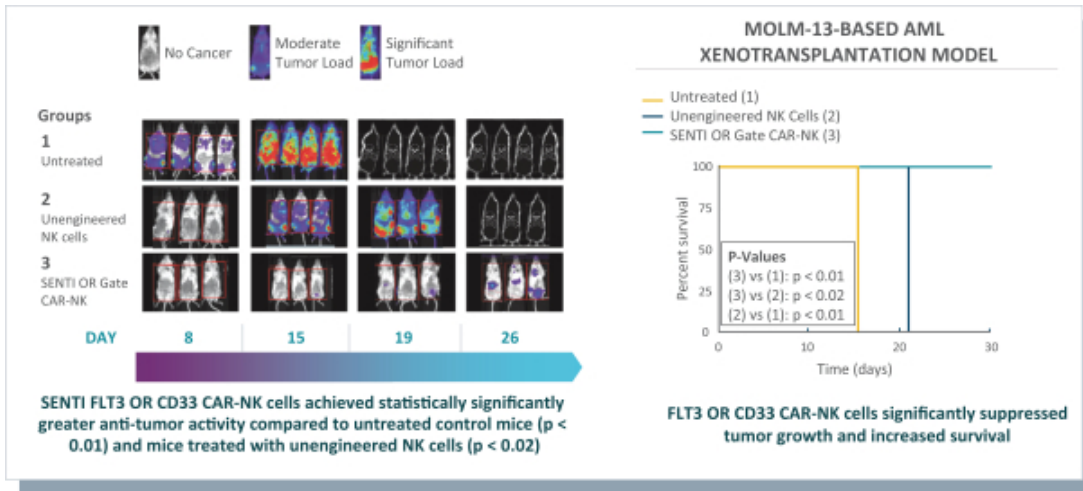 No Cancer
Moderate
Tumor Load
Significant
Tumor Load
Groups
1
Untreated
2
Unengineered
NK cells
3
SENTI OR Gate
CAR-NK
DAY 8 15 19 26
SENTI FLT3 OR CD33 CAR-NK cells achieved statistically significantly
greater anti-tumor activity compared to untreated control mice (p <
0.01) and mice treated with unengineered NK cells (p < 0.02)
MOLM-13-BASED AML
XENOTRANSPLANTATION MODEL
Untreated (1)
Unengineered NK Cells (2)
SENTI OR Gate CAR-NK (3)
Percent survival
100
75
50
25
0
P-Values
(3) vs (1): p < 0.01
(3) vs (2): p < 0.02
(2) vs (1): p < 0.01
0 10 20 30
Time (days)
FLT3 OR CD33 CAR-NK cells significantly suppressed
tumor growth and increased survival